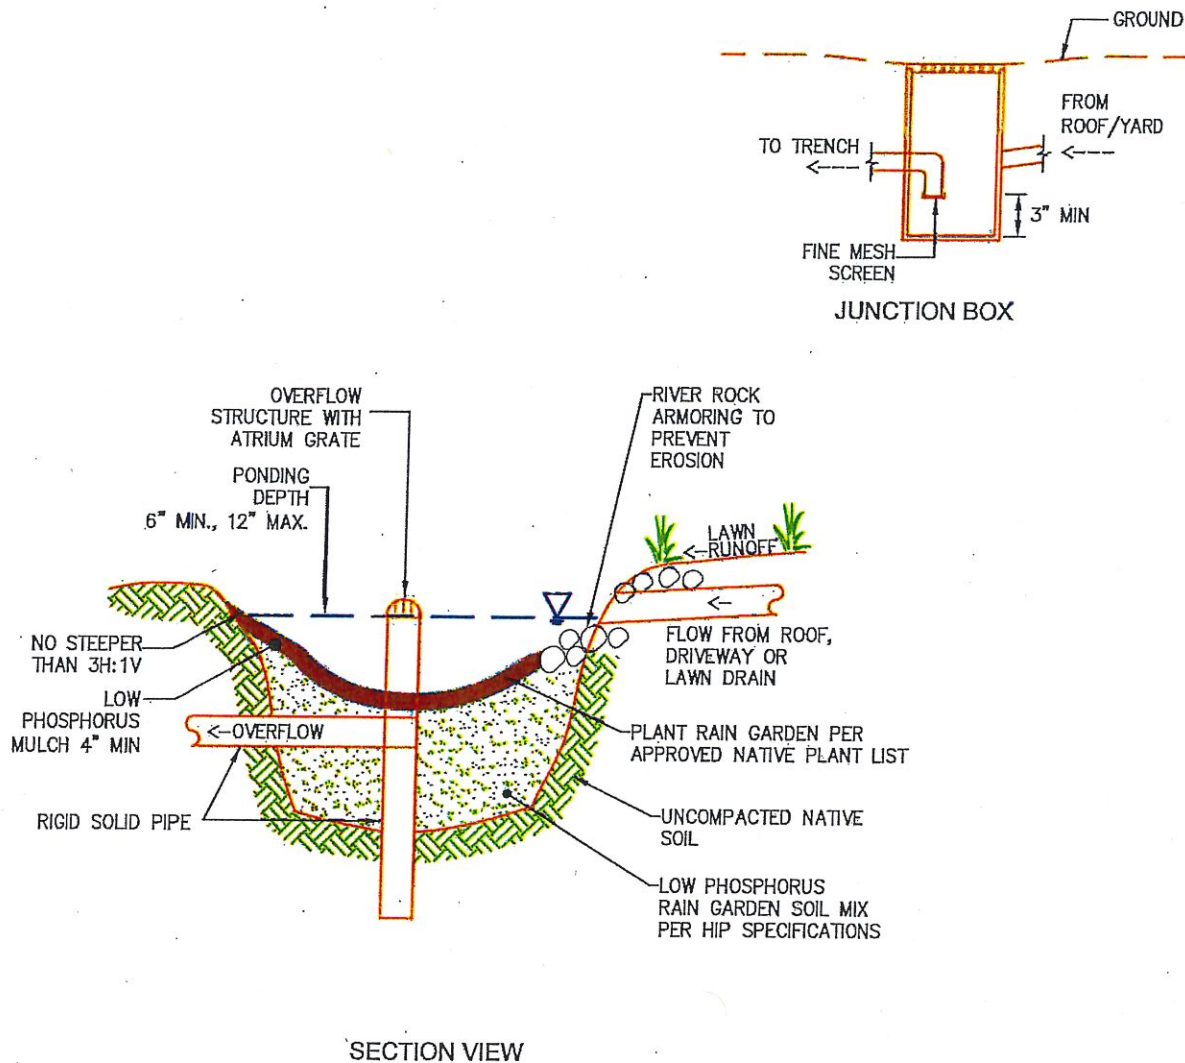 GROUND
FROM
ROOF/YARD
TO TRENCH
3" MIN
FINE MESH
SCREEN
JUNCTION BOX
OVERFLOW
STRUCTURE WITH
ATRIUM GRATE
PONDING
DEPTH
6" MIN., 12" MAX.
RIVER ROCK
ARMORING TO
PREVENT
EROSION
LAWN
RUNOFF
NO STEEPER
THAN 3H:1V
LOW
PHOSPHORUS
MULCH 4" MIN
OVERFLOW
RIGID SOLID PIPE
FLOW FROM ROOF,
DRIVEWAY OR
LAWN DRAIN
PLANT RAIN GARDEN PER
APPROVED NATIVE PLANT LIST
UNCOMPACTED NATIVE
SOIL
LOW PHOSPHORUS
RAIN GARDEN SOIL MIX
PER HIP SPECIFICATIONS
SECTION VIEW